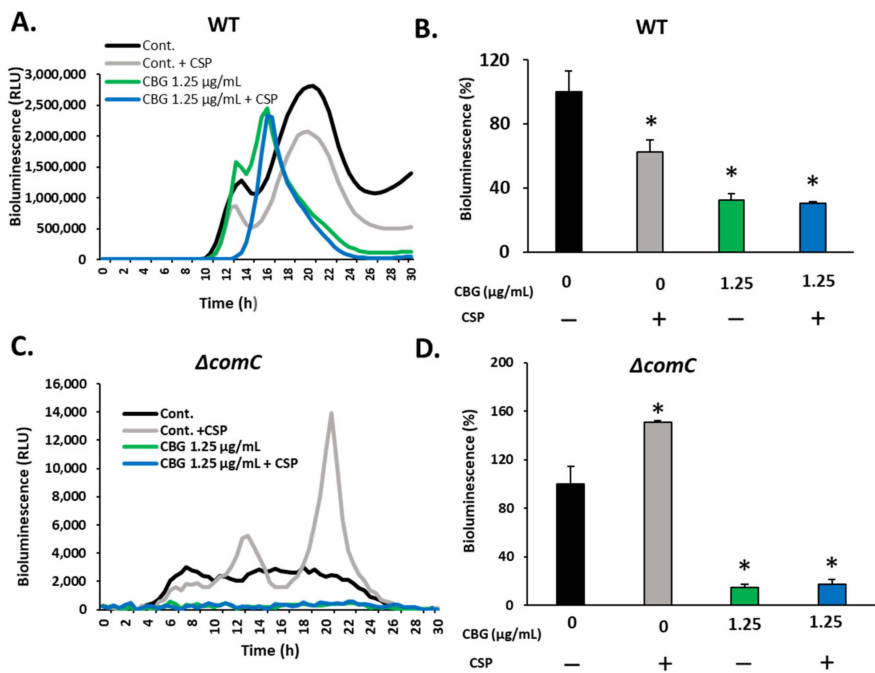 A.
WT
Cont.
Cont. + CSP
CBG 1.25 µg/mL
CBG 1.25 µg/mL + CSP
Bioluminescence (RLU)
3,000,000
2,500,000
2,000,000
1,500,000
1,000,000
500,000
0
0 2 4 6 8 10 12 14 16 18 20 22 24 26 28 30
Time (h)
B.
WT
Bioluminescence (%)
120
80
40
0
* * *
CBG (µg/mL) 0 0 1.25 1.25
CSP − + − +
C.
ΔcomC
Cont.
Cont. +CSP
CBG 1.25 µg/mL
CBG 1.25 µg/mL + CSP
Bioluminescence (RLU)
16,000
14,000
12,000
10,000
8,000
6,000
4,000
2,000
0
0 2 4 6 8 10 12 14 16 18 20 22 24 26 28 30
Time (h)
D.
ΔcomC
Bioluminescence (%)
200
160
120
80
40
0
* * *
CBG (µg/mL) 0 0 1.25 1.25
CSP − + − +